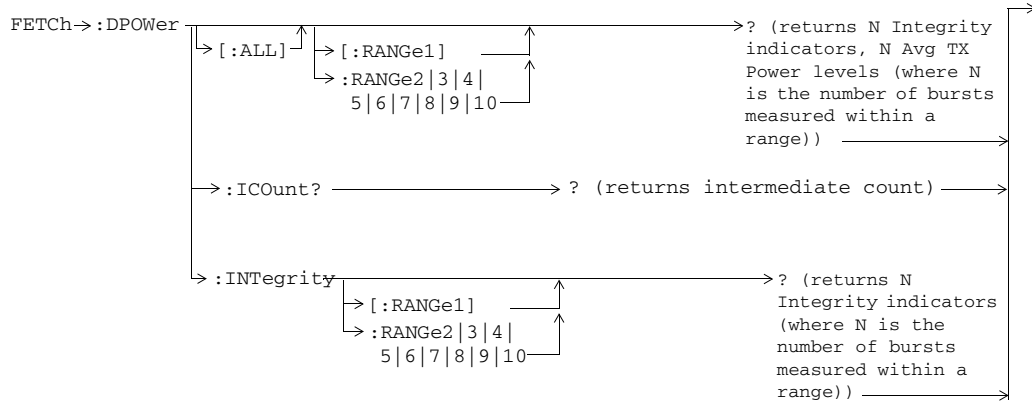 FETCh :DPOWer
[:ALL]
[:RANGe1]
:RANGe2|3|4|
5|6|7|8|9|10
? (returns N Integrity
indicators, N Avg TX
Power levels (where N
is the number of bursts
measured within a
range))
:ICOunt? ? (returns intermediate count)
:INTegrity
[:RANGe1]
:RANGe2|3|4|
5|6|7|8|9|10
? (returns N
Integrity indicators
(where N is the
number of bursts
measured within a
range))